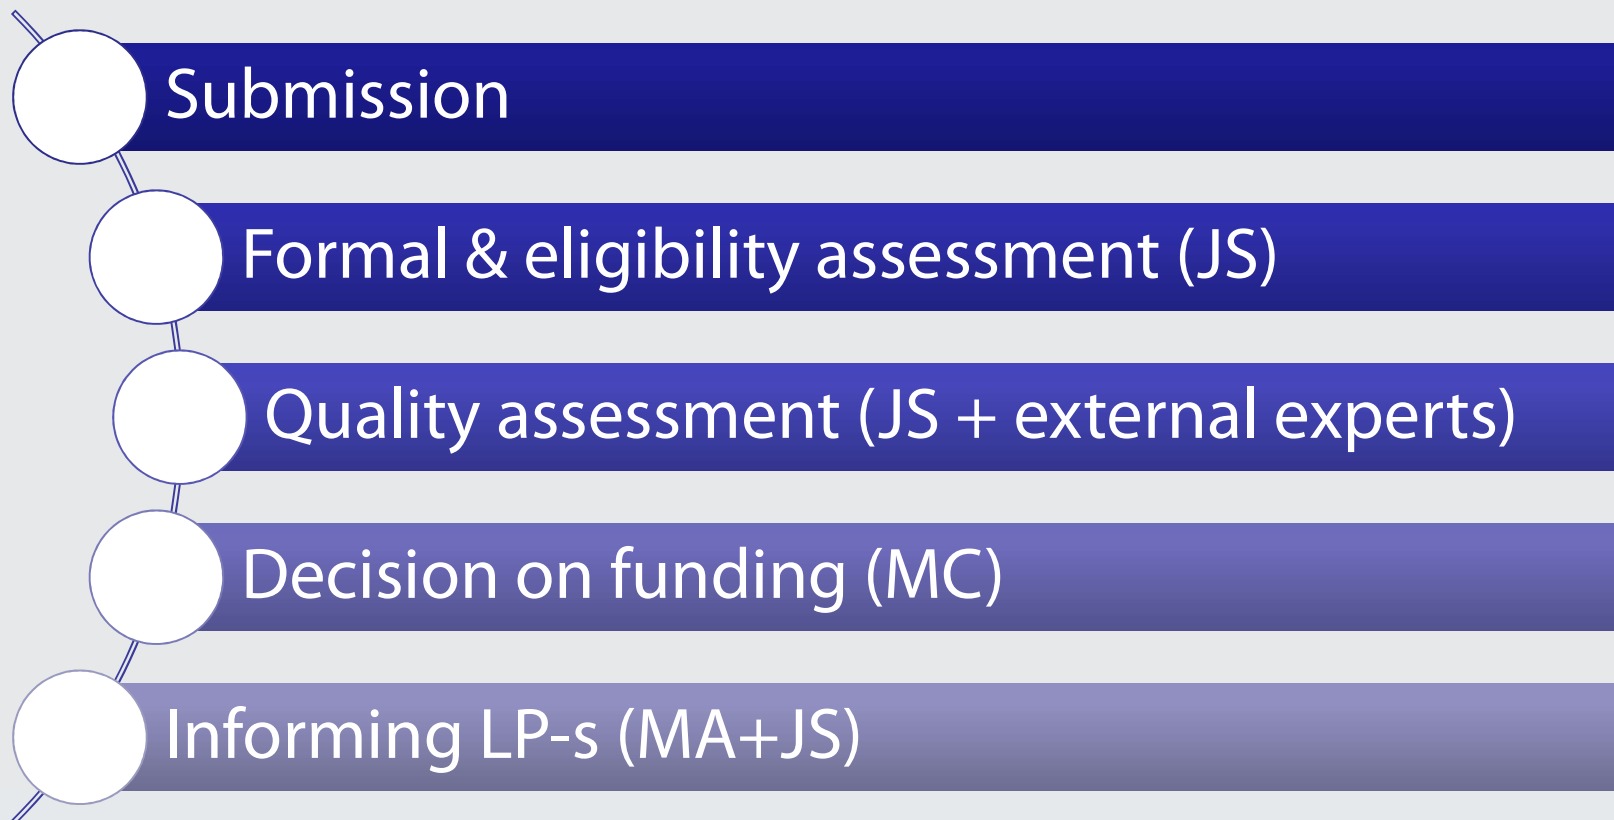 Submission
Formal & eligibility assessment (JS)
Quality assessment (JS + external experts)
Decision on funding (MC)
Informing LP-s (MA+JS)